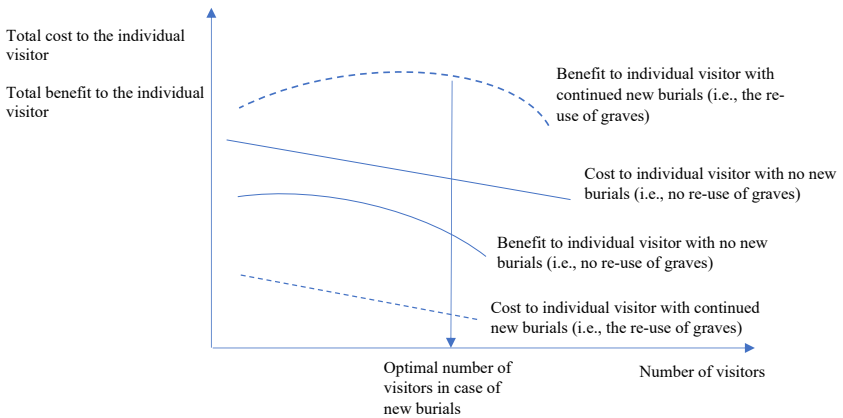 Total cost to the individual
visitor
Total benefit to the individual
visitor
Benefit to individual visitor with
continued new burials (i.e., the re-
use of graves)
Cost to individual visitor with no new
burials (i.e., no re-use of graves)
Benefit to individual visitor with no new
burials (i.e., no re-use of graves)
Cost to individual visitor with continued
new burials (i.e., the re-use of graves)
Optimal number of
visitors in case of
new burials
Number of visitors